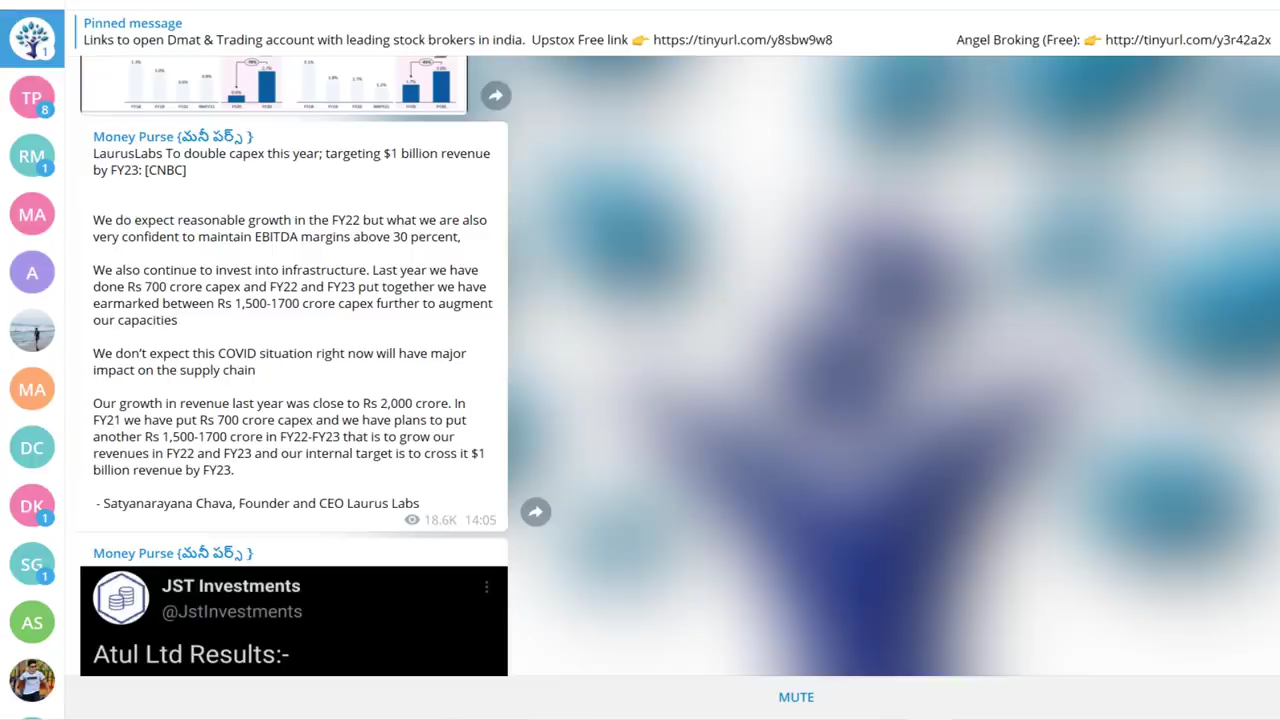 Pinned message
Links to open Dmat & Trading account with leading stock brokers in india. Upstox Free link 👉 https://tinyurl.com/y8sbw9w8
Angel Broking (Free): 👉 http://tinyurl.com/y3r42a2x
1
TP
8
RM
1
MA
A
MA
DC
DK
1
SG
1
AS
Money Purse {మనీ పర్స్ }
LaurusLabs To double capex this year; targeting $1 billion revenue
by FY23: [CNBC]
We do expect reasonable growth in the FY22 but what we are also
very confident to maintain EBITDA margins above 30 percent,
We also continue to invest into infrastructure. Last year we have
done Rs 700 crore capex and FY22 and FY23 put together we have
earmarked between Rs 1,500-1700 crore capex further to augment
our capacities
We don't expect this COVID situation right now will have major
impact on the supply chain
Our growth in revenue last year was close to Rs 2,000 crore. In
FY21 we have put Rs 700 crore capex and we have plans to put
another Rs 1,500-1700 crore in FY22-FY23 that is to grow our
revenues in FY22 and FY23 and our internal target is to cross it $1
billion revenue by FY23.
- Satyanarayana Chava, Founder and CEO Laurus Labs
18.6K 14:05
Money Purse {మనీ పర్స్ }
JST Investments
@JstInvestments
Atul Ltd Results:-
MUTE